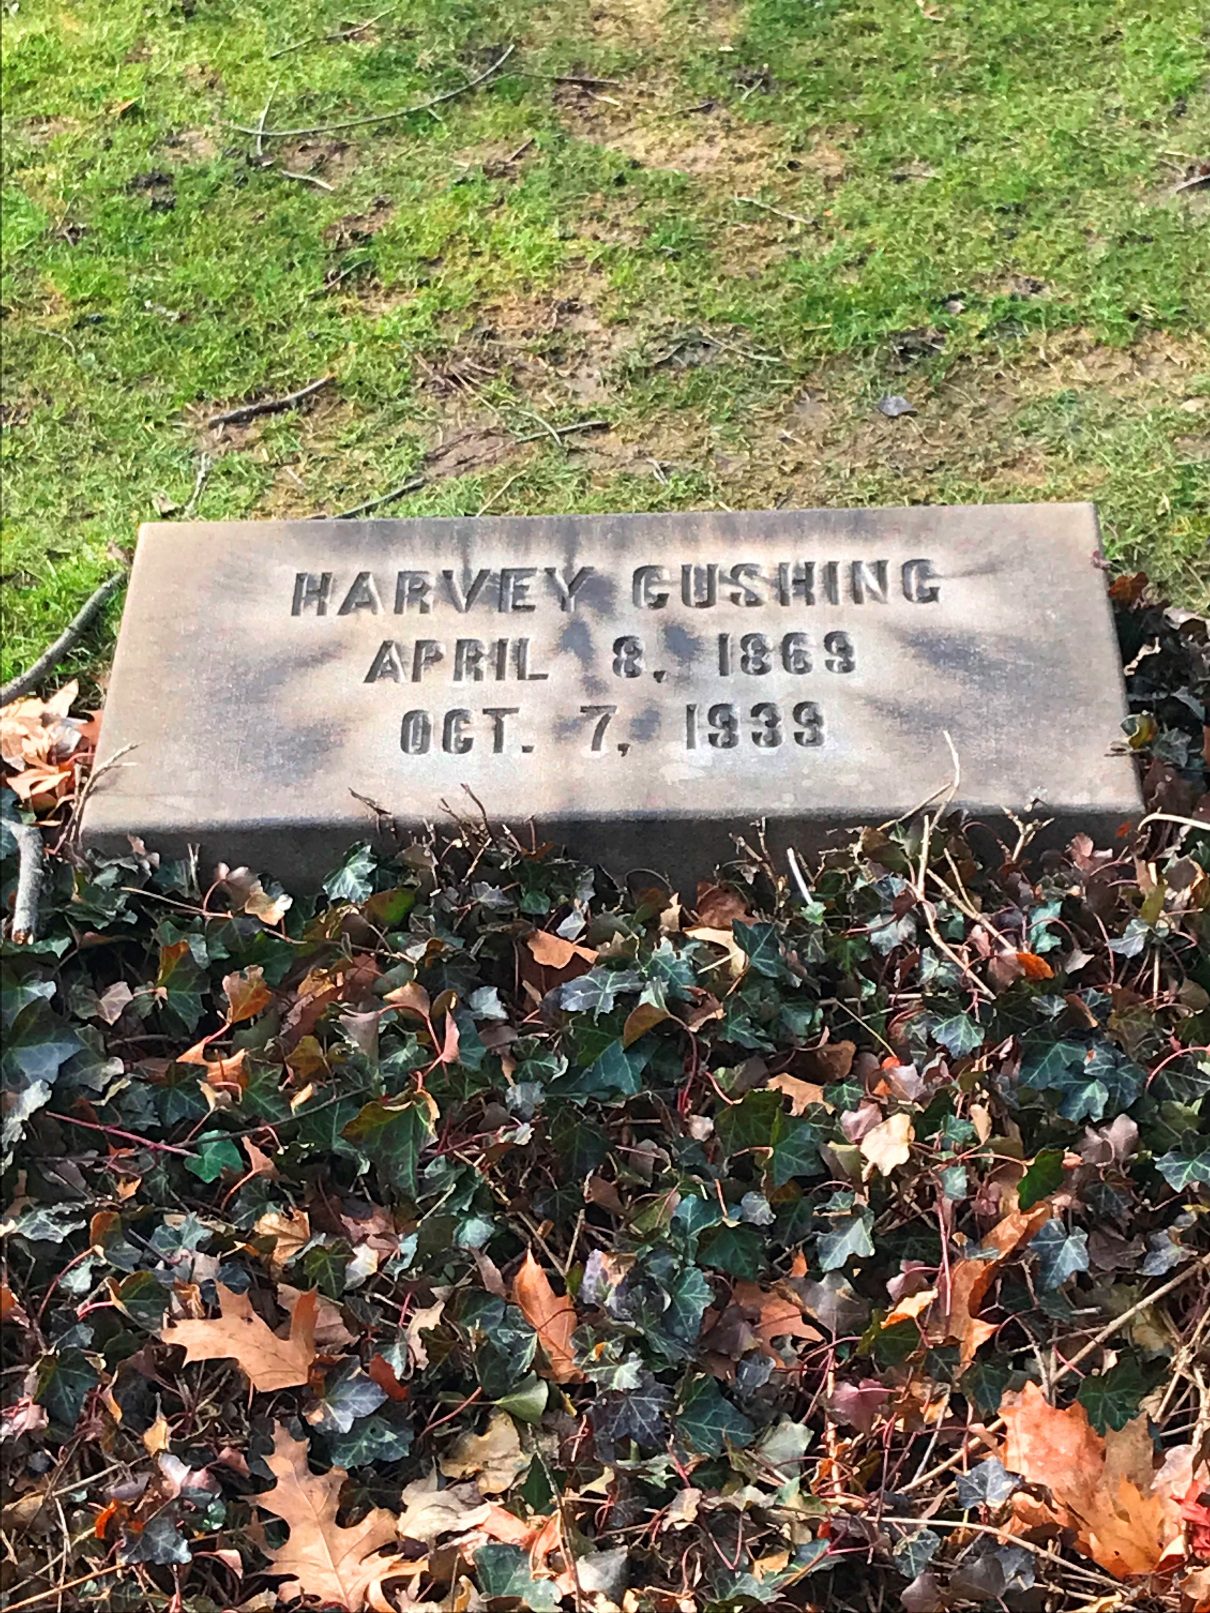 HARVEY CUSHING
APRIL 8, 1869
OCT. 7, 1939